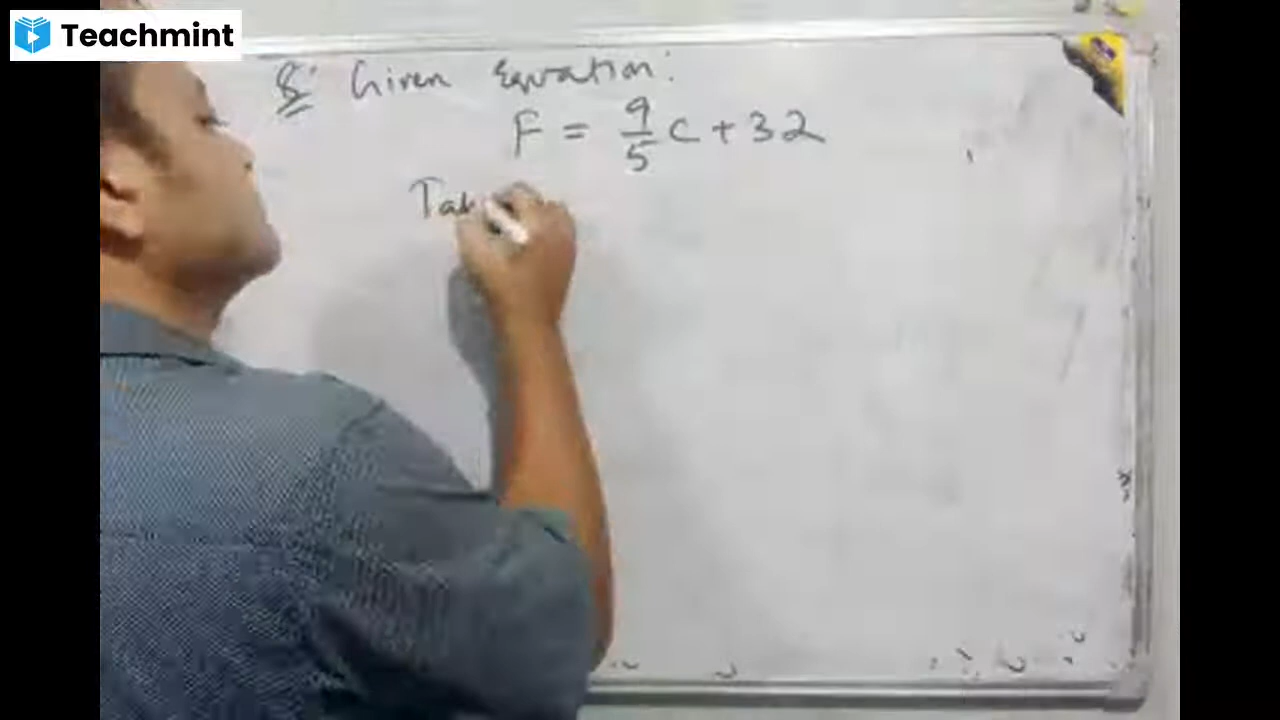 Teachmint
8: Given Equation:
F = 9/5 C + 32
Tak